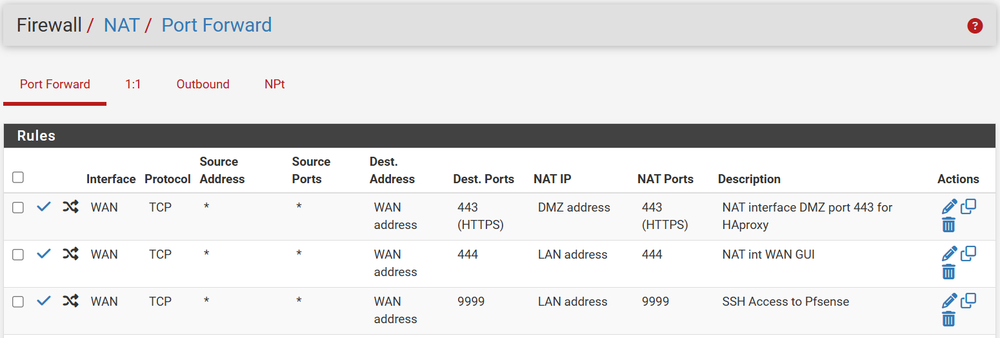 Firewall / NAT / Port Forward ?
Port Forward 1:1 Outbound NPt
Rules
Interface Protocol Source Address Source Ports Dest. Address Dest. Ports NAT IP NAT Ports Description Actions
WAN TCP * * WAN address 443 (HTTPS) DMZ address 443 (HTTPS) NAT interface DMZ port 443 for HAproxy
WAN TCP * * WAN address 444 LAN address 444 NAT int WAN GUI
WAN TCP * * WAN address 9999 LAN address 9999 SSH Access to Pfsense